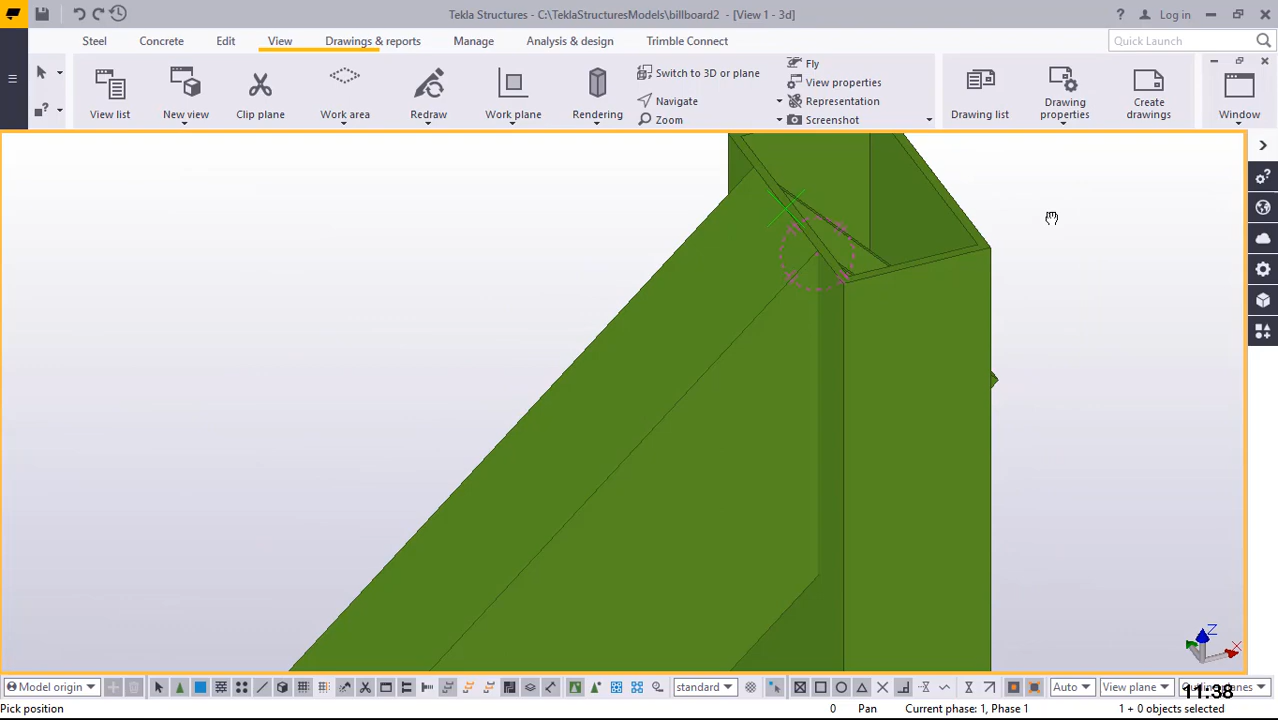 Tekla Structures - C:\TeklaStructuresModels\billboard2 - [View 1 - 3d]
Log in
Steel
Concrete
Edit
View
Drawings & reports
Manage
Analysis & design
Trimble Connect
Quick Launch
View list
New view
Clip plane
Work area
Redraw
Work plane
Rendering
Switch to 3D or plane
Navigate
Zoom
Fly
View properties
Representation
Screenshot
Drawing list
Drawing properties
Create drawings
Window
Z
X
Model origin
standard
Auto
View plane
11:38
Pick position
0
Pan
Current phase: 1, Phase 1
1 + 0 objects selected